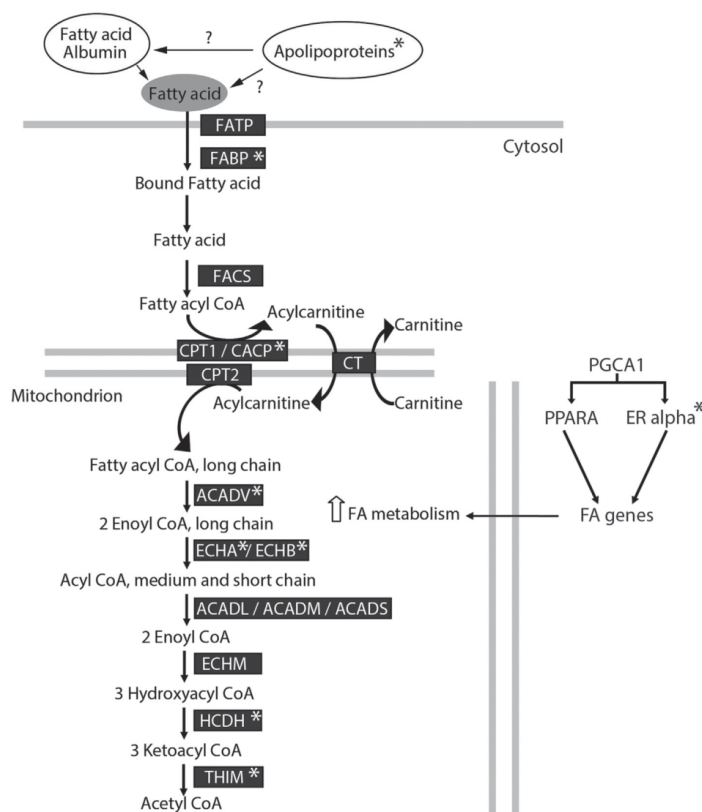 Fatty acid
Albumin
?
Apolipoproteins*
?
Fatty acid
FATP
Cytosol
FABP *
Bound Fatty acid
Fatty acid
FACS
Fatty acyl CoA
Acylcarnitine
Carnitine
CPT1 / CACP *
CT
CPT2
Mitochondrion
Acylcarnitine
Carnitine
PGCA1
PPARA
ER alpha*
Fatty acyl CoA, long chain
ACADV*
2 Enoyl CoA, long chain
FA metabolism
FA genes
ECHA*/ ECHB*
Acyl CoA, medium and short chain
ACADL / ACADM / ACADS
2 Enoyl CoA
ECHM
3 Hydroxyacyl CoA
HCDH *
3 Ketoacyl CoA
THIM *
Acetyl CoA